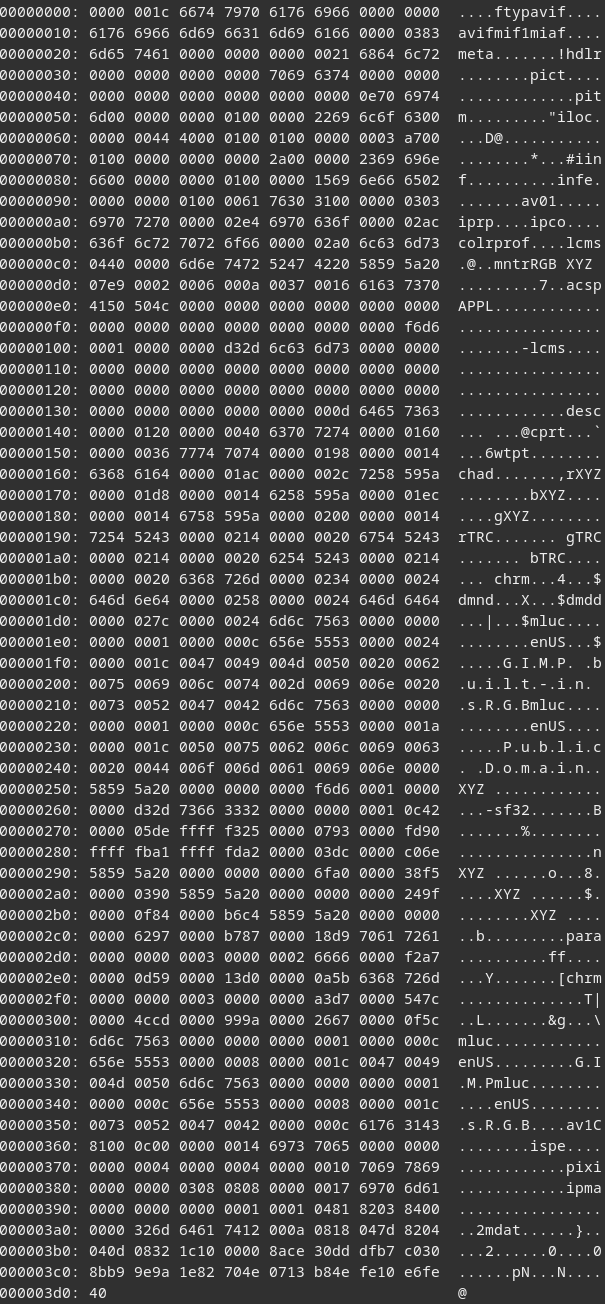 00000000: 0000 001c 6674 7970 6176 6966 0000 0000  ....ftypavif....
00000010: 6176 6966 6d69 6631 6d69 6166 0000 0383  avifmif1miaf....
00000020: 6d65 7461 0000 0000 0000 0021 6864 6c72  meta.......!hdlr
00000030: 0000 0000 0000 0000 7069 6374 0000 0000  ........pict....
00000040: 0000 0000 0000 0000 0000 0000 0e70 6974  .............pit
00000050: 6d00 0000 0000 0100 0000 2269 6c6f 6300  m.........."iloc.
00000060: 0000 0044 4000 0100 0100 0000 0003 a700  ...D@...........
00000070: 0100 0000 0000 0000 2a00 0000 2369 696e  ........*...#iin
00000080: 6600 0000 0000 0100 0000 1569 6e66 6502  f..........infe.
00000090: 0000 0000 0100 0061 7630 3100 0000 0303  .......av01.....
000000a0: 6970 7270 0000 02e4 6970 636f 0000 02ac  iprp....ipco....
000000b0: 636f 6c72 7072 6f66 0000 02a0 6c63 6d73  colrprof....lcms
000000c0: 0440 0000 6d6e 7472 5247 4220 5859 5a20  .@..mntrRGB XYZ
000000d0: 07e9 0002 0006 000a 0037 0016 6163 7370  .........7..acsp
000000e0: 4150 504c 0000 0000 0000 0000 0000 0000  APPL............
000000f0: 0000 0000 0000 0000 0000 0000 0000 f6d6  ................
00000100: 0001 0000 0000 d32d 6c63 6d73 0000 0000  .......-lcms....
00000110: 0000 0000 0000 0000 0000 0000 0000 0000  ................
00000120: 0000 0000 0000 0000 0000 0000 0000 0000  ................
00000130: 0000 0000 0000 0000 0000 000d 6465 7363  ............desc
00000140: 0000 0120 0000 0040 6370 7274 0000 0160  ... ...@cprt...`
00000150: 0000 0036 7774 7074 0000 0198 0000 0014  ...6wtpt........
00000160: 6368 6164 0000 01ac 0000 002c 7258 595a  chad.......,rXYZ
00000170: 0000 01d8 0000 0014 6258 595a 0000 01ec  ........bXYZ....
00000180: 0000 0014 6758 595a 0000 0200 0000 0014  ....gXYZ........
00000190: 7254 5243 0000 0214 0000 0020 6754 5243  rTRC....... gTRC
000001a0: 0000 0214 0000 0020 6254 5243 0000 0214  ....... bTRC....
000001b0: 0000 0020 6368 726d 0000 0234 0000 0024  ... chrm...4...$
000001c0: 646d 6e64 0000 0258 0000 0024 646d 6464  dmnd...X...$dmdd
000001d0: 0000 027c 0000 0024 6d6c 7563 0000 0000  ...|...$mluc....
000001e0: 0000 0001 0000 000c 656e 5553 0000 0024  ........enUS...$
000001f0: 0000 001c 0047 0049 004d 0050 0020 0062  .....G.I.M.P. .b
00000200: 0075 0069 006c 0074 002d 0069 006e 0020  .u.i.l.t.-.i.n.
00000210: 0073 0052 0047 0042 6d6c 7563 0000 0000  .s.R.G.Bmluc....
00000220: 0000 0001 0000 000c 656e 5553 0000 001a  ........enUS....
00000230: 0000 001c 0050 0075 0062 006c 0069 0063  .....P.u.b.l.i.c
00000240: 0020 0044 006f 006d 0061 0069 006e 0000  . .D.o.m.a.i.n..
00000250: 5859 5a20 0000 0000 0000 f6d6 0001 0000  XYZ ............
00000260: 0000 d32d 7366 3332 0000 0000 0001 0c42  ...-sf32.......B
00000270: 0000 05de ffff f325 0000 0793 0000 fd90  .......%........
00000280: ffff fba1 ffff fda2 0000 03dc 0000 c06e  ...............n
00000290: 5859 5a20 0000 0000 0000 6fa0 0000 38f5  XYZ ......o...8.
000002a0: 0000 0390 5859 5a20 0000 0000 0000 249f  ....XYZ ......$.
000002b0: 0000 0f84 0000 b6c4 5859 5a20 0000 0000  ........XYZ ....
000002c0: 0000 6297 0000 b787 0000 18d9 7061 7261  ..b.........para
000002d0: 0000 0000 0003 0000 0002 6666 0000 f2a7  ..........ff....
000002e0: 0000 0d59 0000 13d0 0000 0a5b 6368 726d  ...Y.......[chrm
000002f0: 0000 0000 0003 0000 0000 a3d7 0000 547c  ..............T|
00000300: 0000 4ccd 0000 999a 0000 2667 0000 0f5c  ..L.......&g...\
00000310: 6d6c 7563 0000 0000 0000 0001 0000 000c  mluc............
00000320: 656e 5553 0000 0008 0000 001c 0047 0049  enUS.........G.I
00000330: 004d 0050 6d6c 7563 0000 0000 0000 0001  .M.Pmluc........
00000340: 0000 000c 656e 5553 0000 0008 0000 001c  ....enUS........
00000350: 0073 0052 0047 0042 0000 000c 6176 3143  .s.R.G.B....av1C
00000360: 8100 0c00 0000 0014 6973 7065 0000 0000  ........ispe....
00000370: 0000 0004 0000 0004 0000 0010 7069 7869  ............pixi
00000380: 0000 0000 0308 0808 0000 0017 6970 6d61  ............ipma
00000390: 0000 0000 0000 0001 0001 0481 8203 8400  ................
000003a0: 0000 326d 6461 7412 000a 0818 047d 8204  ..2mdat......}..
000003b0: 040d 0832 1c10 0000 8ace 30dd dfb7 c030  ...2......0....0
000003c0: 8bb9 9e9a 1e82 704e 0713 b84e fe10 e6fe  ......pN...N....
000003d0: 40  @